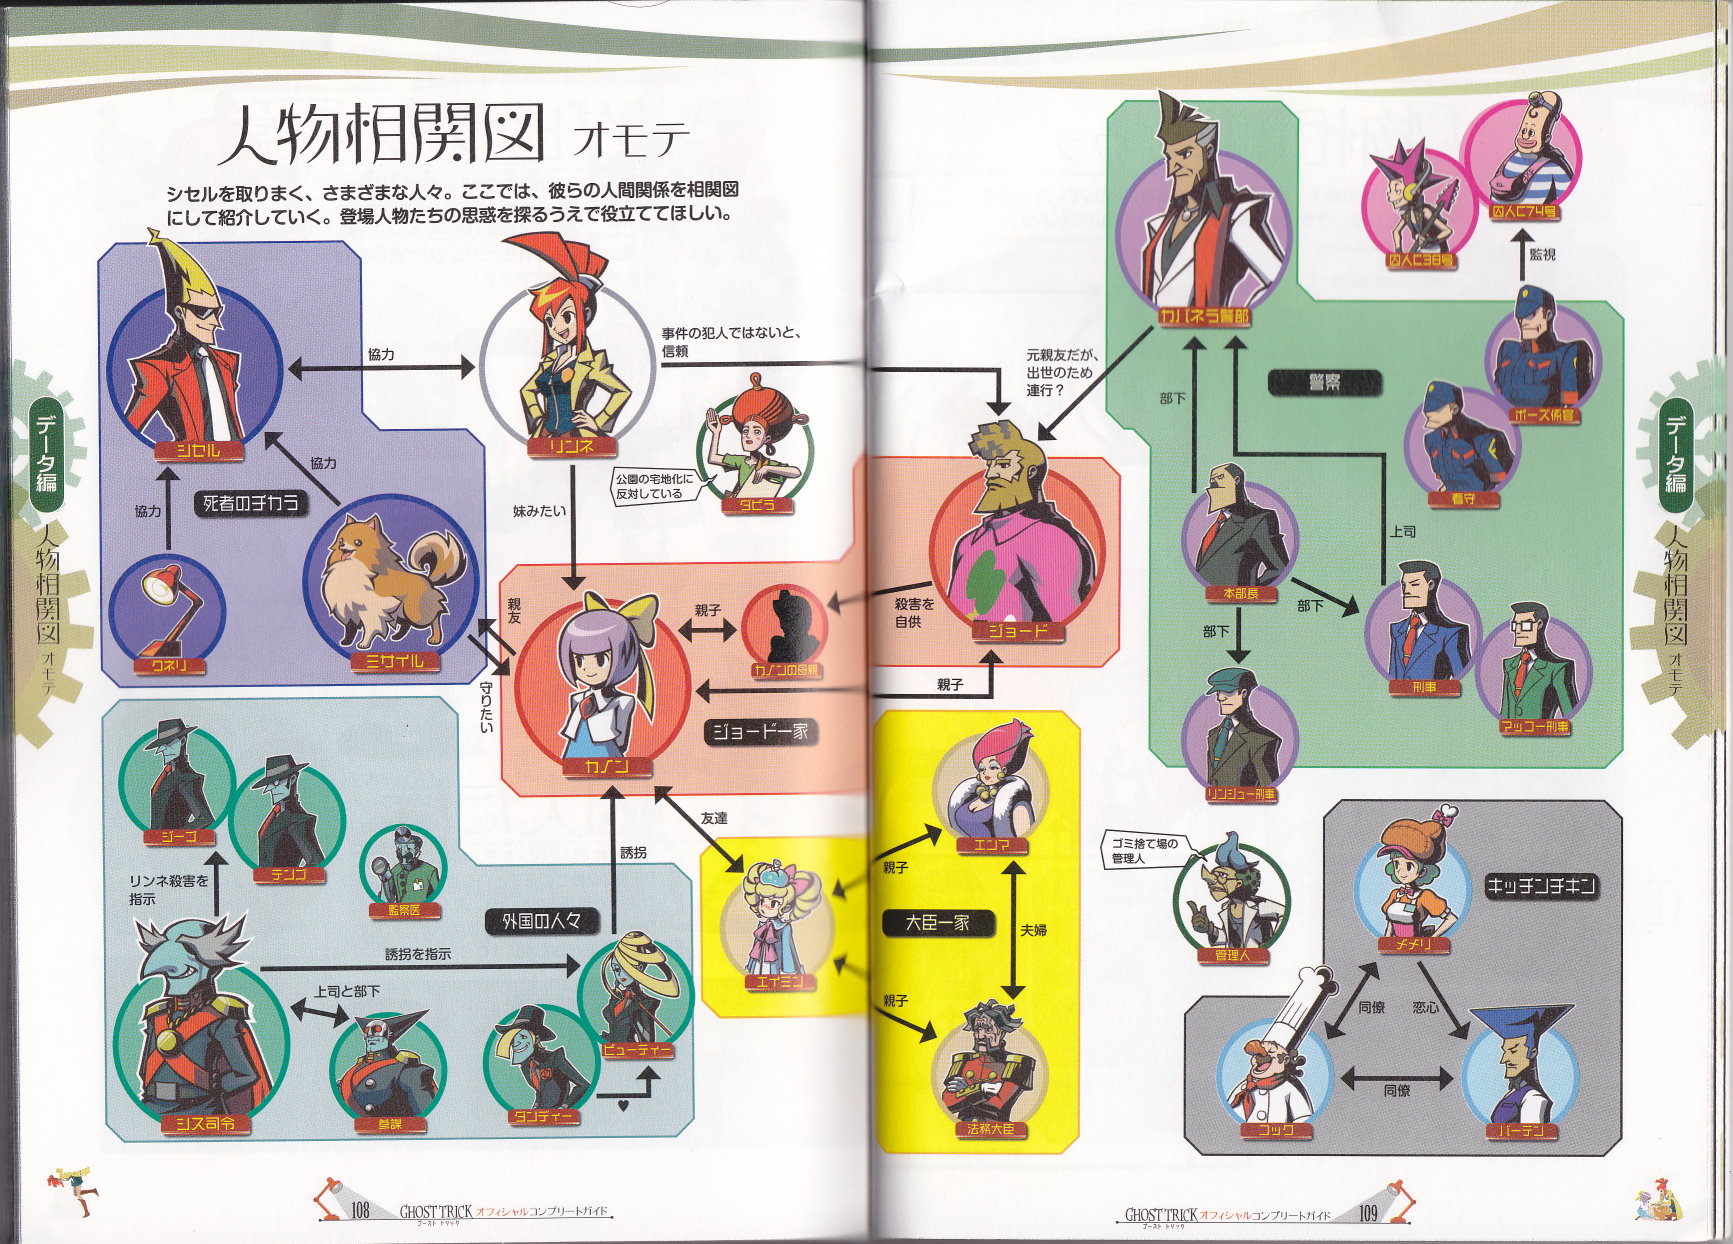 人物相関図 オモテ
シセルを取りまく、さまざまな人々。ここでは、彼らの人間関係を相関図
にして紹介していく。登場人物たちの思惑を探るうえで役立ててほしい。
データ編
人物相関図 オモテ
シセル
協力
リンネ
事件の犯人ではないと、
信頼
協力
協力
死者のチカラ
クネリ
ミサイル
妹みたい
公園の宅地化に
反対している
ダビラ
親友
守りたい
カノン
親子
カノンの母親
ジョード一家
殺害を
自供
ジョード
親子
元親友だが、
出世のため
連行?
カバネラ警部
部下
警察
囚人C38号
囚人C74号
監視
ボーズ係官
看守
上司
本部長
部下
部下
刑事
マッコー刑事
リンジュー刑事
ジーゴ
テンゴ
リンネ殺害を
指示
監察医
外国の人々
誘拐
誘拐を指示
上司と部下
シス司令
参謀
ダンディー
♥
ビューティー
友達
エイミン
親子
親子
エンマ
大臣一家
夫婦
法務大臣
ゴミ捨て場の
管理人
管理人
メメリ
キッチンチキン
同僚
恋心
同僚
コック
バーテン
データ編
人物相関図 オモテ
108 GHOST TRICK オフィシャルコンプリートガイド
ゴースト トリック
GHOST TRICK オフィシャルコンプリートガイド 109
ゴースト トリック